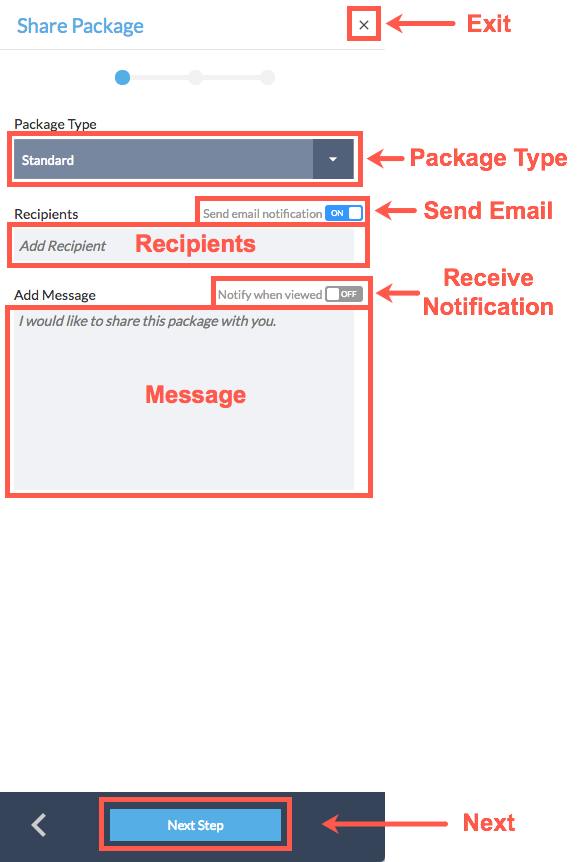 Share Package
×
Exit
Package Type
Standard
Package Type
Recipients
Send email notification ON
Send Email
Add Recipient
Recipients
Add Message
Notify when viewed OFF
Receive
Notification
I would like to share this package with you.
Message
Next Step
Next